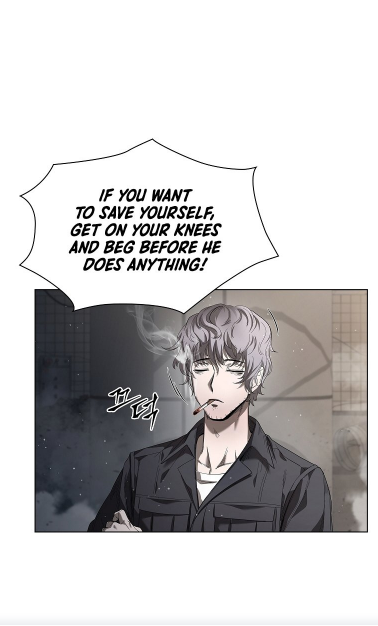 IF YOU WANT
TO SAVE YOURSELF,
GET ON YOUR KNEES
AND BEG BEFORE HE
DOES ANYTHING!
끄덕